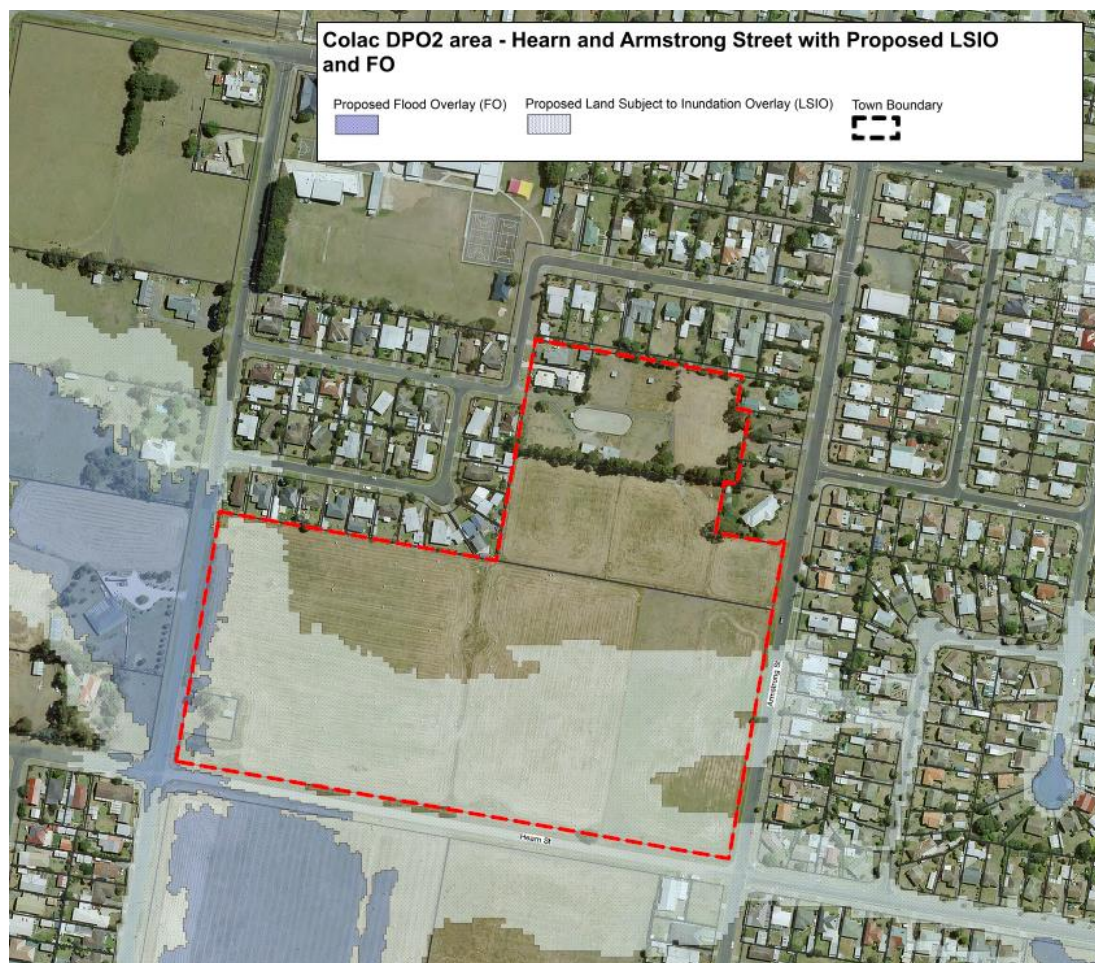 Colac DPO2 area - Hearn and Armstrong Street with Proposed LSIO
and FO
Proposed Flood Overlay (FO) Proposed Land Subject to Inundation Overlay (LSIO) Town Boundary
Armstrong St
Hearn St